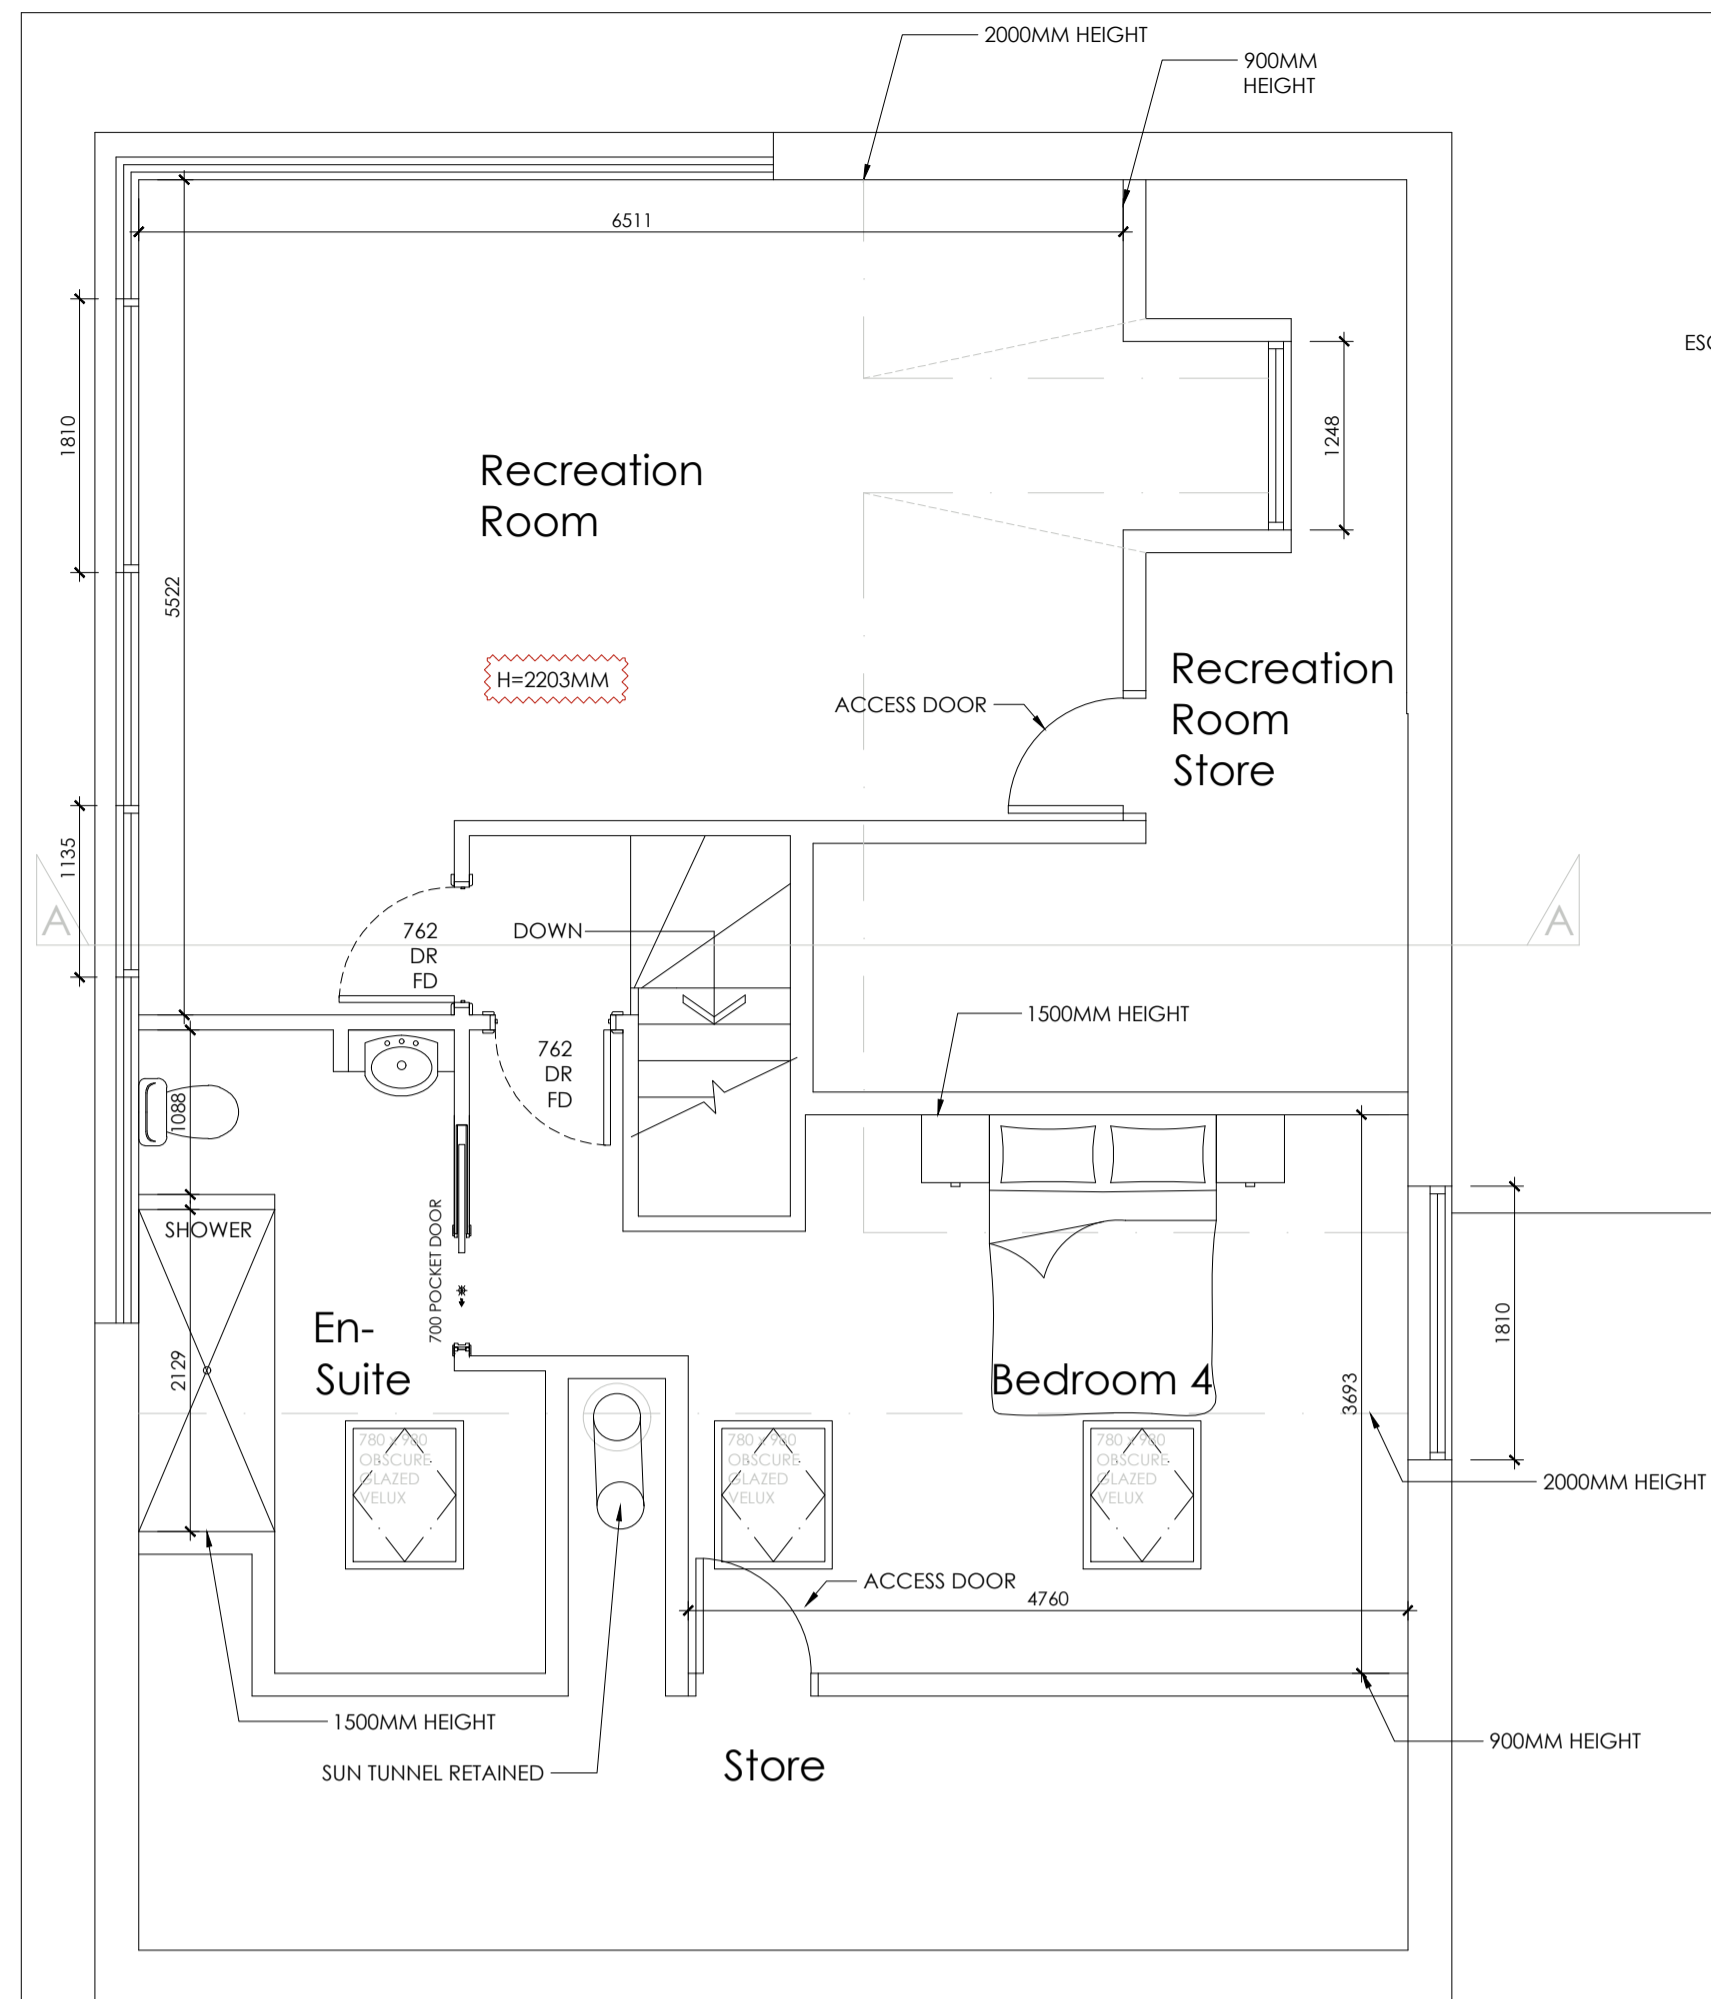 2000MM HEIGHT
900MM
HEIGHT
6511
1810
1248
Recreation
Room
5522
H=2203MM
ACCESS DOOR
Recreation
Room
Store
1135
A
A
762
DR
FD
DOWN
1500MM HEIGHT
762
DR
FD
1088
SHOWER
700 POCKET DOOR
En-
Suite
2129
Bedroom 4
3693
1810
780 x 980
OBSCURE
GLAZED
VELUX
780 x 980
OBSCURE
GLAZED
VELUX
780 x 980
OBSCURE
GLAZED
VELUX
2000MM HEIGHT
ACCESS DOOR
4760
1500MM HEIGHT
SUN TUNNEL RETAINED
Store
900MM HEIGHT